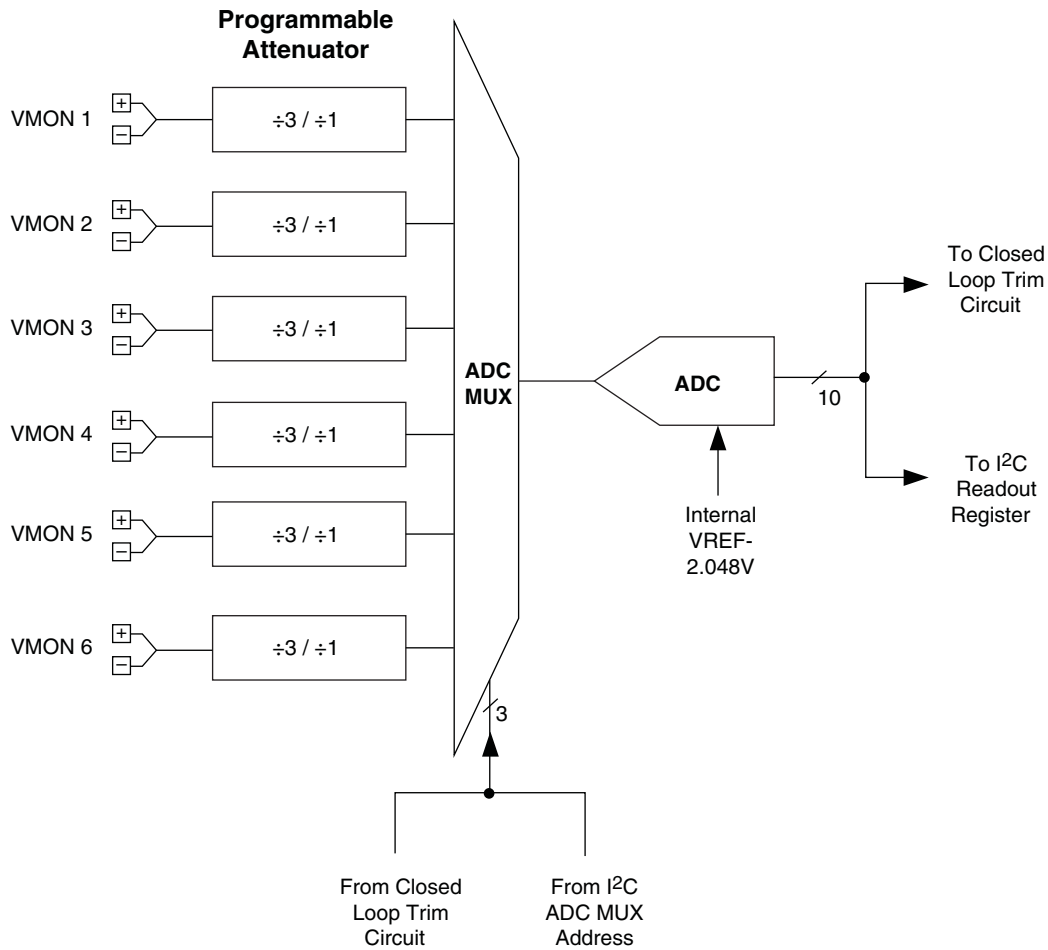 Programmable
Attenuator
VMON 1
+
−
÷3 / ÷1
VMON 2
+
−
÷3 / ÷1
VMON 3
+
−
÷3 / ÷1
VMON 4
+
−
÷3 / ÷1
VMON 5
+
−
÷3 / ÷1
VMON 6
+
−
÷3 / ÷1
ADC
MUX
3
ADC
10
Internal
VREF-
2.048V
To Closed
Loop Trim
Circuit
To I²C
Readout
Register
From Closed
Loop Trim
Circuit
From I²C
ADC MUX
Address